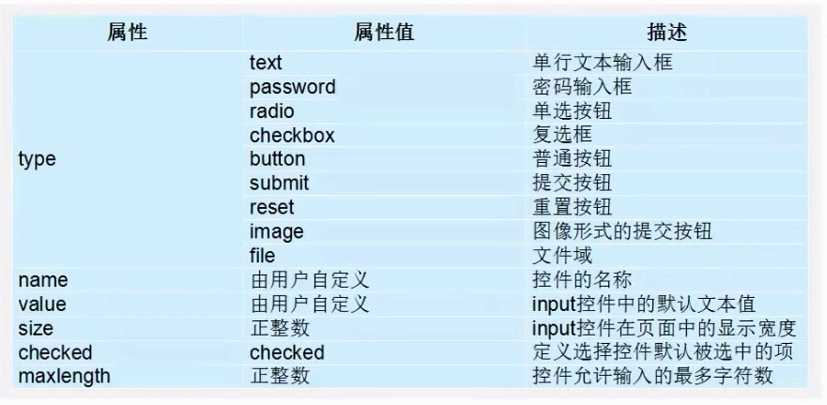 属性 属性值 描述
text 单行文本输入框
password 密码输入框
radio 单选按钮
checkbox 复选框
type button 普通按钮
submit 提交按钮
reset 重置按钮
image 图像形式的提交按钮
file 文件域
name 由用户自定义 控件的名称
value 由用户自定义 input控件中的默认文本值
size 正整数 input控件在页面中的显示宽度
checked checked 定义选择控件默认被选中的项
maxlength 正整数 控件允许输入的最多字符数